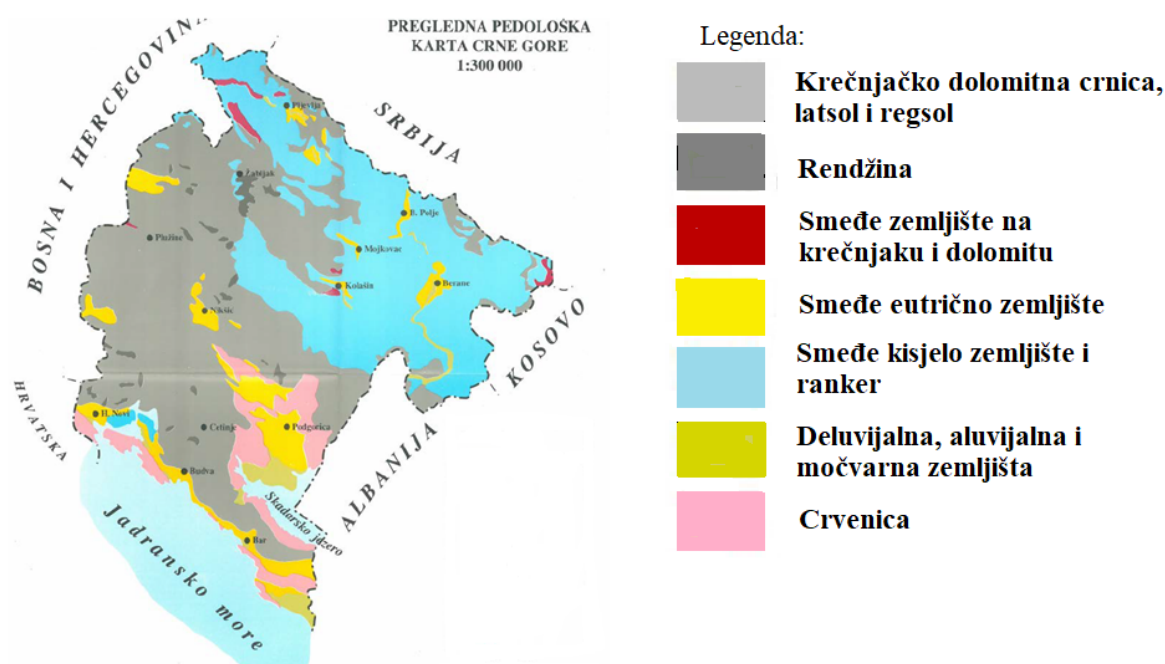 PREGLEDNA PEDOLOŠKA
KARTA CRNE GORE
1:300 000
BOSNA I HERCEGOVINA
SRBIJA
KOSOVO
ALBANIJA
HRVATSKA
Jadransko more
Skadarsko jezero
Pljevlja
Žabljak
B. Polje
Plužine
Mojkovac
Kolašin
Berane
Nikšić
H. Novi
Cetinje
Podgorica
Budva
Bar
Legenda:
Krečnjačko dolomitna crnica,
latsol i regsol
Rendžina
Smeđe zemljište na
krečnjaku i dolomitu
Smeđe eutrično zemljište
Smeđe kisjelo zemljište i
ranker
Deluvijalna, aluvijalna i
močvarna zemljišta
Crvenica